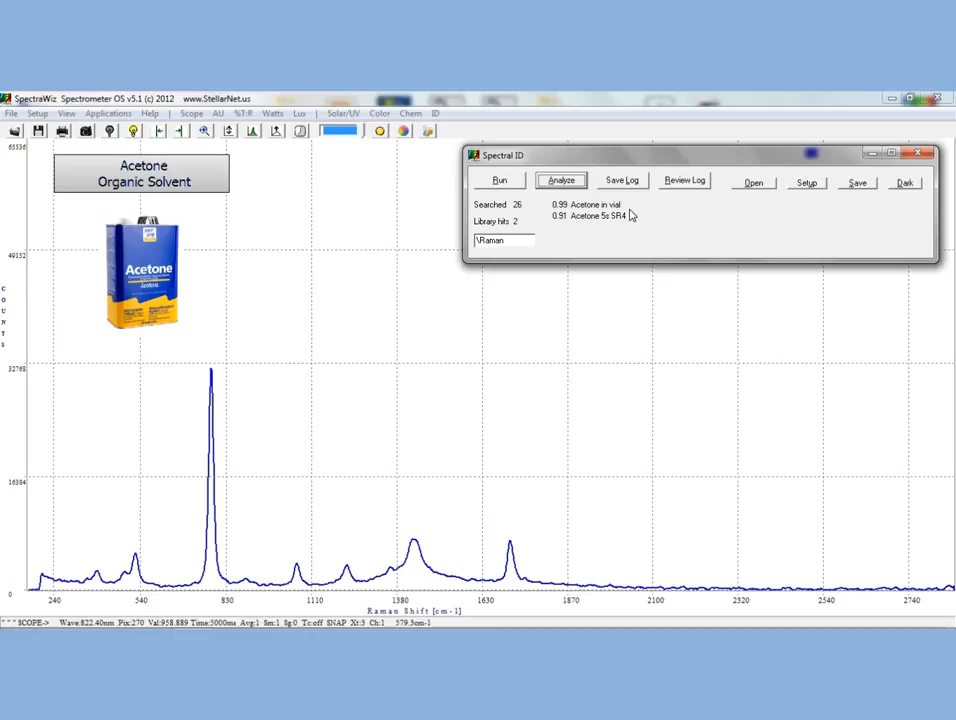 SpectraWiz Spectrometer OS v5.1 (c) 2012 www.StellarNet.us
File Setup View Applications Help | Scope AU %T:R Watts Lux | Solar/UV Color Chem ID
65536
Acetone
Organic Solvent
Spectral ID
Run Analyze Save Log Review Log Open Setup Save Dark
Searched 26 0.99 Acetone in vial
0.91 Acetone 5s SR4
Library hits 2
\Raman
Acetone
Acetone
49152
COUNTS
32768
16384
0
240 540 830 1110 1380 1630 1870 2100 2320 2540 2740
Raman Shift [cm-1]
***SCOPE-> Wave:822.40nm Pix:270 Val:958.889 Time:5000ms Avg:1 Sm:1 Sg:0 Tc:off SNAP Xt:3 Ch:1 579.3cm-1